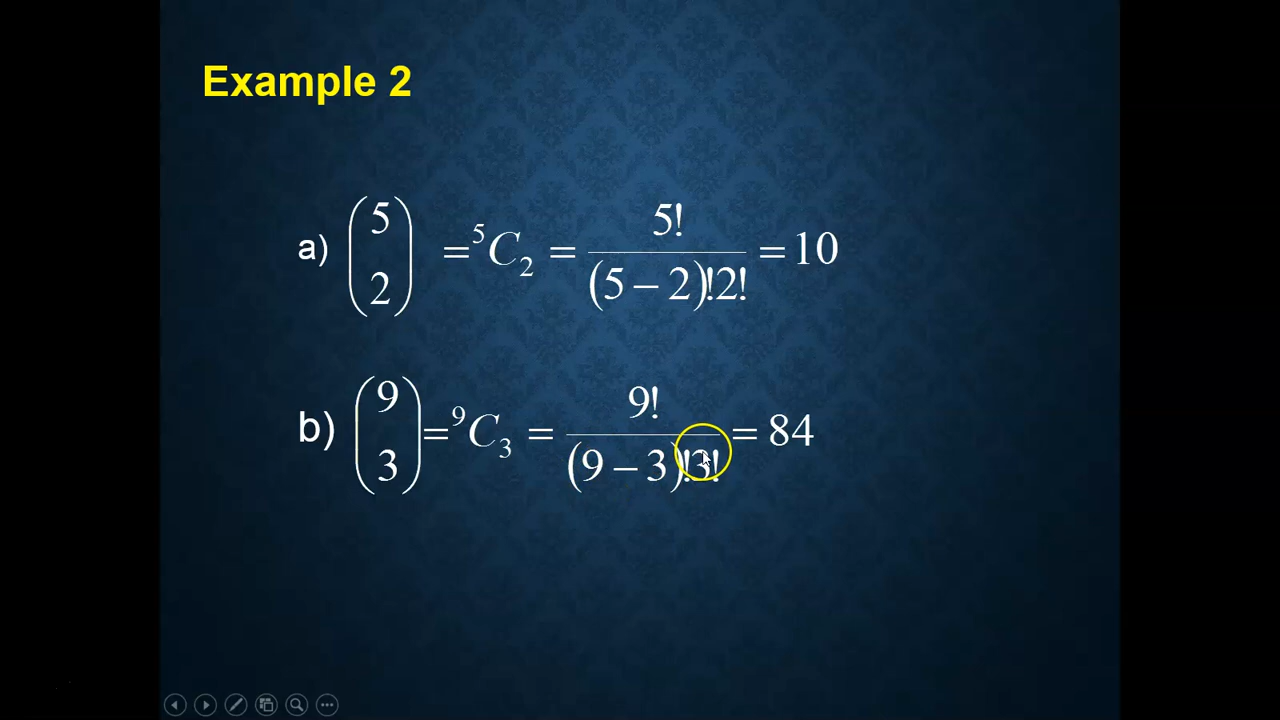 Example 2
a) (5 2) = ⁵C₂ = 5! / (5 − 2)!2! = 10
b) (9 3) = ⁹C₃ = 9! / (9 − 3)!3! = 84